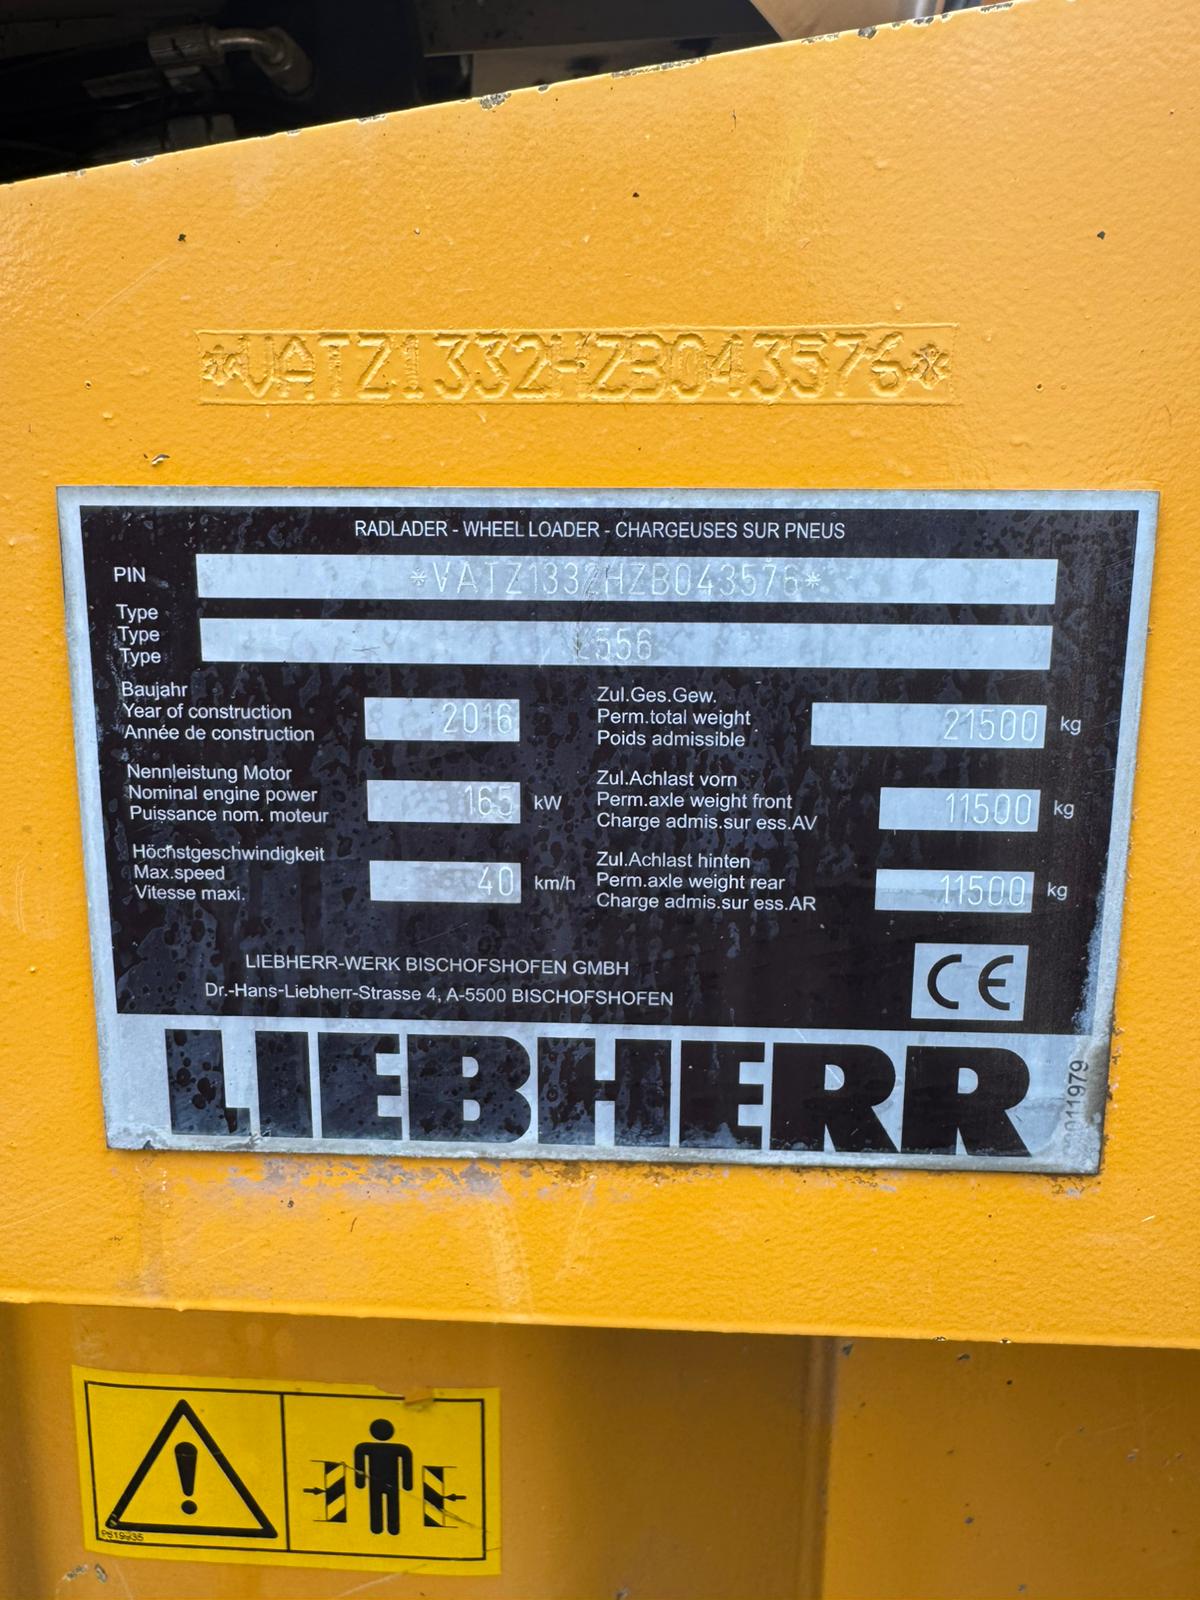 *VATZ1332HZB043576*
RADLADER - WHEEL LOADER - CHARGEUSES SUR PNEUS
PIN *VATZ1332HZB043576*
Type
Type L556
Type
Baujahr
Year of construction 2016
Année de construction
Zul.Ges.Gew.
Perm.total weight 21500 kg
Poids admissible
Nennleistung Motor
Nominal engine power 165 kW
Puissance nom. moteur
Zul.Achlast vorn
Perm.axle weight front 11500 kg
Charge admis.sur ess.AV
Höchstgeschwindigkeit
Max.speed 40 km/h
Vitesse maxi.
Zul.Achlast hinten
Perm.axle weight rear 11500 kg
Charge admis.sur ess.AR
LIEBHERR-WERK BISCHOFSHOFEN GMBH
Dr.-Hans-Liebherr-Strasse 4, A-5500 BISCHOFSHOFEN
CE
LIEBHERR